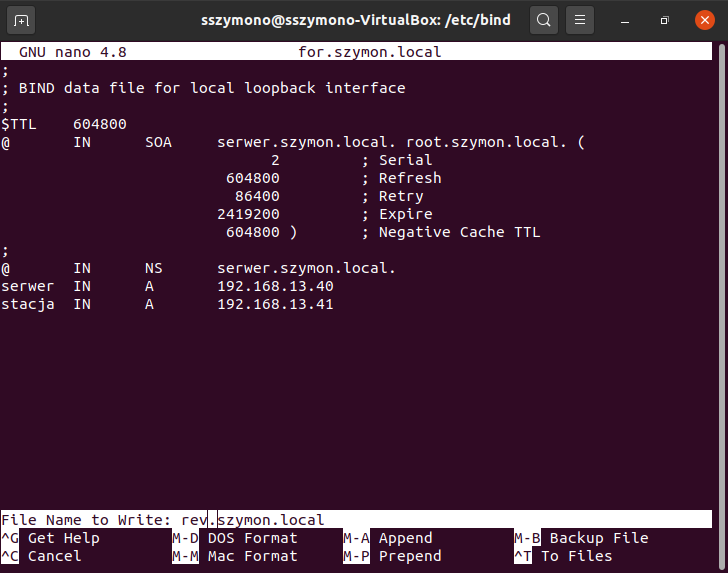 sszymono@sszymono-VirtualBox: /etc/bind
GNU nano 4.8 for.szymon.local
;
; BIND data file for local loopback interface
;
$TTL 604800
@ IN SOA serwer.szymon.local. root.szymon.local. (
2 ; Serial
604800 ; Refresh
86400 ; Retry
2419200 ; Expire
604800 ) ; Negative Cache TTL
;
@ IN NS serwer.szymon.local.
serwer IN A 192.168.13.40
stacja IN A 192.168.13.41
File Name to Write: rev.szymon.local
^G Get Help M-D DOS Format M-A Append M-B Backup File
^C Cancel M-M Mac Format M-P Prepend ^T To Files